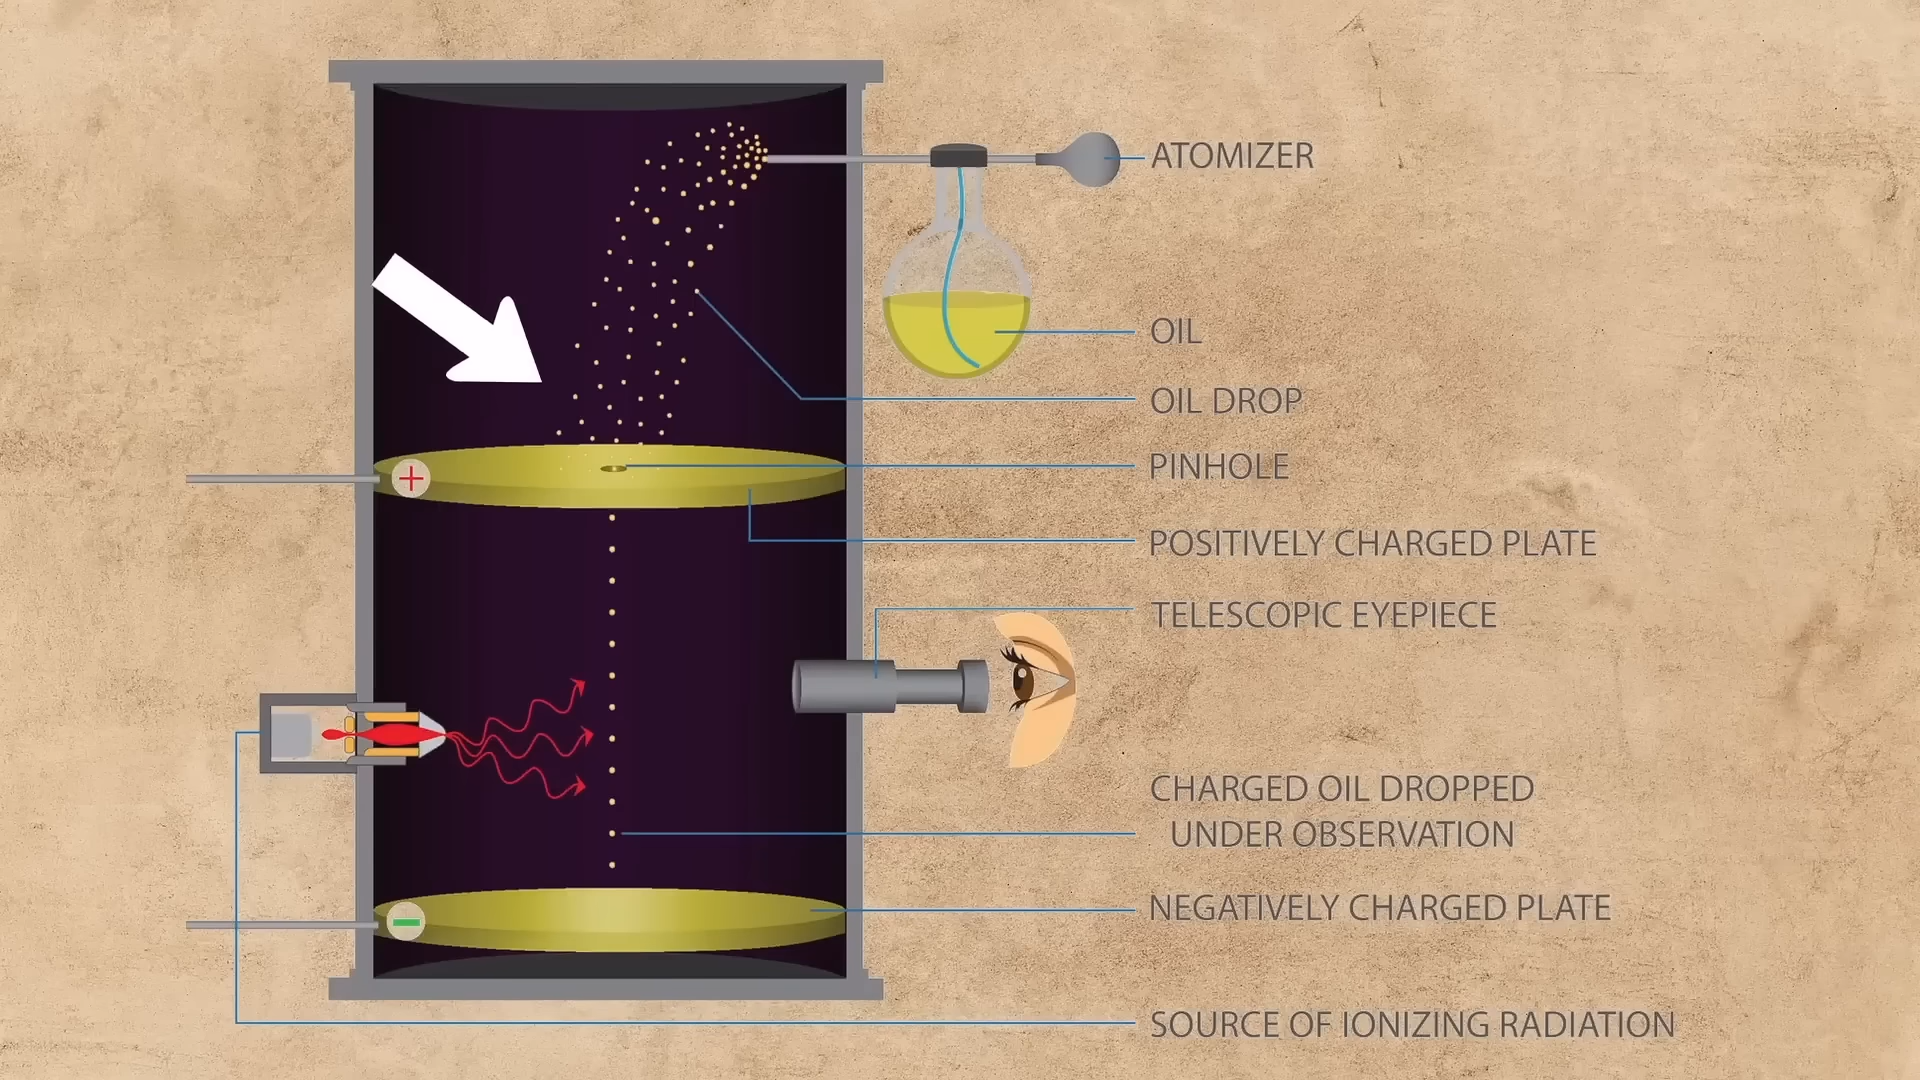 ATOMIZER
OIL
OIL DROP
PINHOLE
POSITIVELY CHARGED PLATE
TELESCOPIC EYEPIECE
CHARGED OIL DROPPED
UNDER OBSERVATION
NEGATIVELY CHARGED PLATE
SOURCE OF IONIZING RADIATION